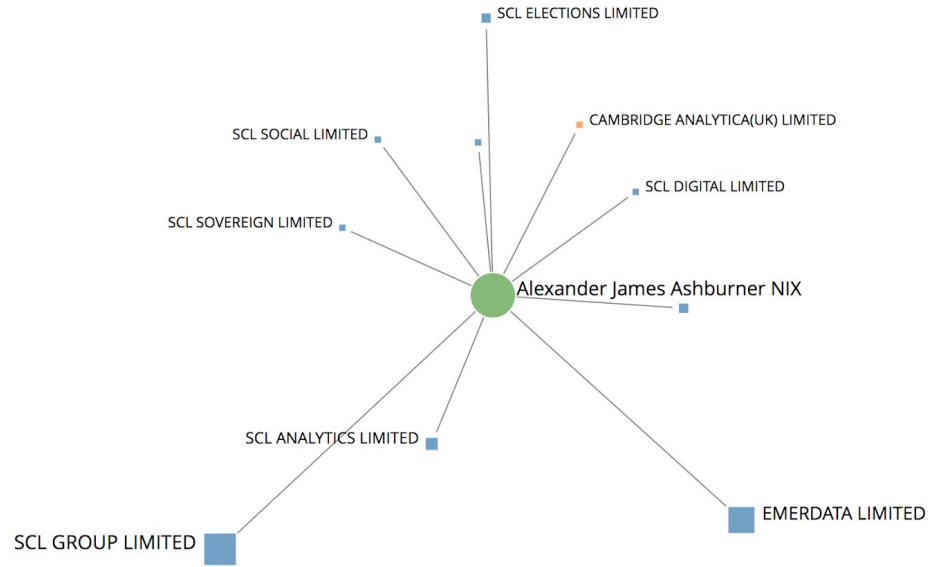 SCL ELECTIONS LIMITED
CAMBRIDGE ANALYTICA(UK) LIMITED
SCL SOCIAL LIMITED
SCL DIGITAL LIMITED
SCL SOVEREIGN LIMITED
Alexander James Ashburner NIX
SCL ANALYTICS LIMITED
EMERDATA LIMITED
SCL GROUP LIMITED